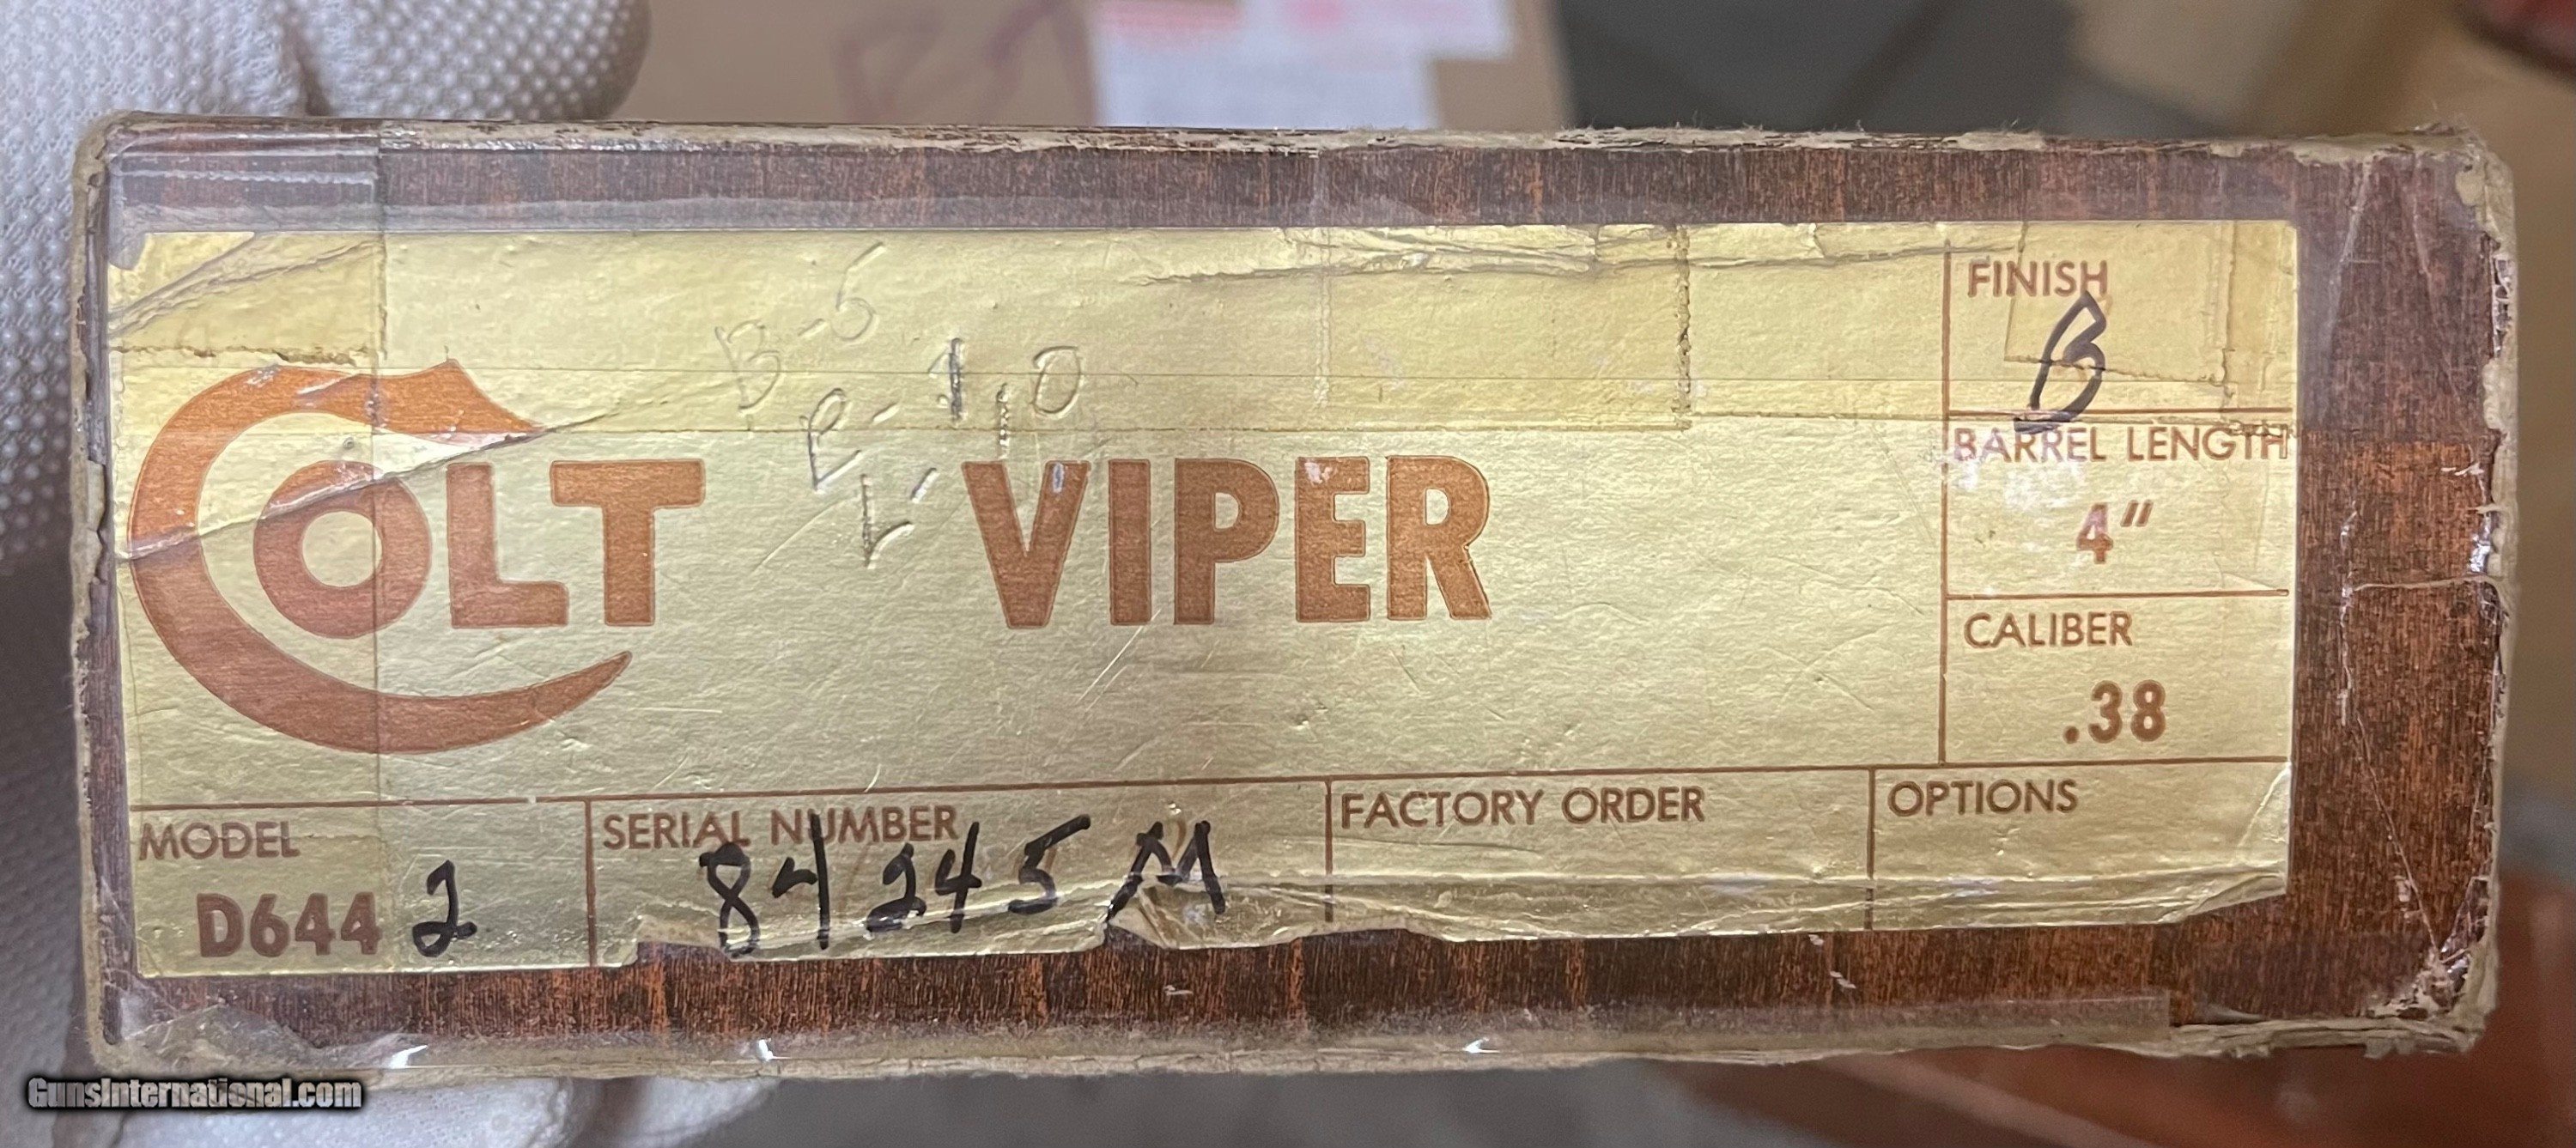 B-5
B-1
L-1,0
COLT VIPER
FINISH
B
BARREL LENGTH
4"
CALIBER
.38
MODEL
D644 2
SERIAL NUMBER
84245M
FACTORY ORDER
OPTIONS
GunsInternational.com